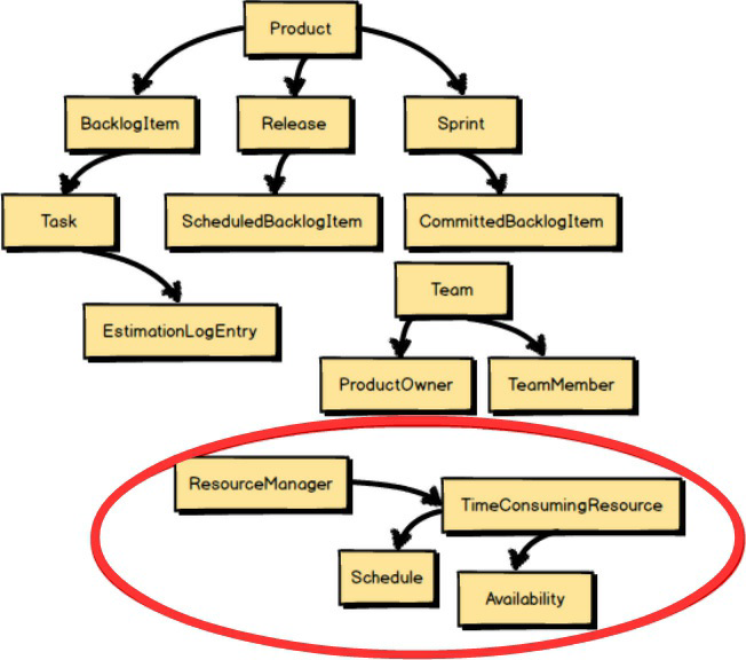 Product
BacklogItem
Release
Sprint
Task
ScheduledBacklogItem
CommittedBacklogItem
Team
EstimationLogEntry
ProductOwner
TeamMember
ResourceManager
TimeConsumingResource
Schedule
Availability